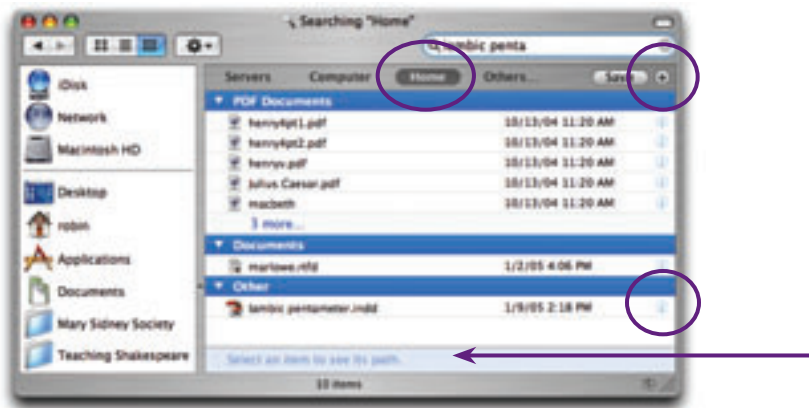 Searching "Home"
iambic penta
Servers Computer Home Others... Save
iDisk
Network
Macintosh HD
Desktop
robin
Applications
Documents
Mary Sidney Society
Teaching Shakespeare
PDF Documents
henry4pt1.pdf 10/13/04 11:20 AM
henry4pt2.pdf 10/13/04 11:20 AM
henryv.pdf 10/13/04 11:20 AM
Julius Caesar.pdf 10/13/04 11:20 AM
macbeth 10/13/04 11:20 AM
3 more...
Documents
marlowe.rtfd 1/2/05 4:06 PM
Other
Iambic pentameter.indd 1/9/05 2:18 PM
Select an item to see its path.
10 items